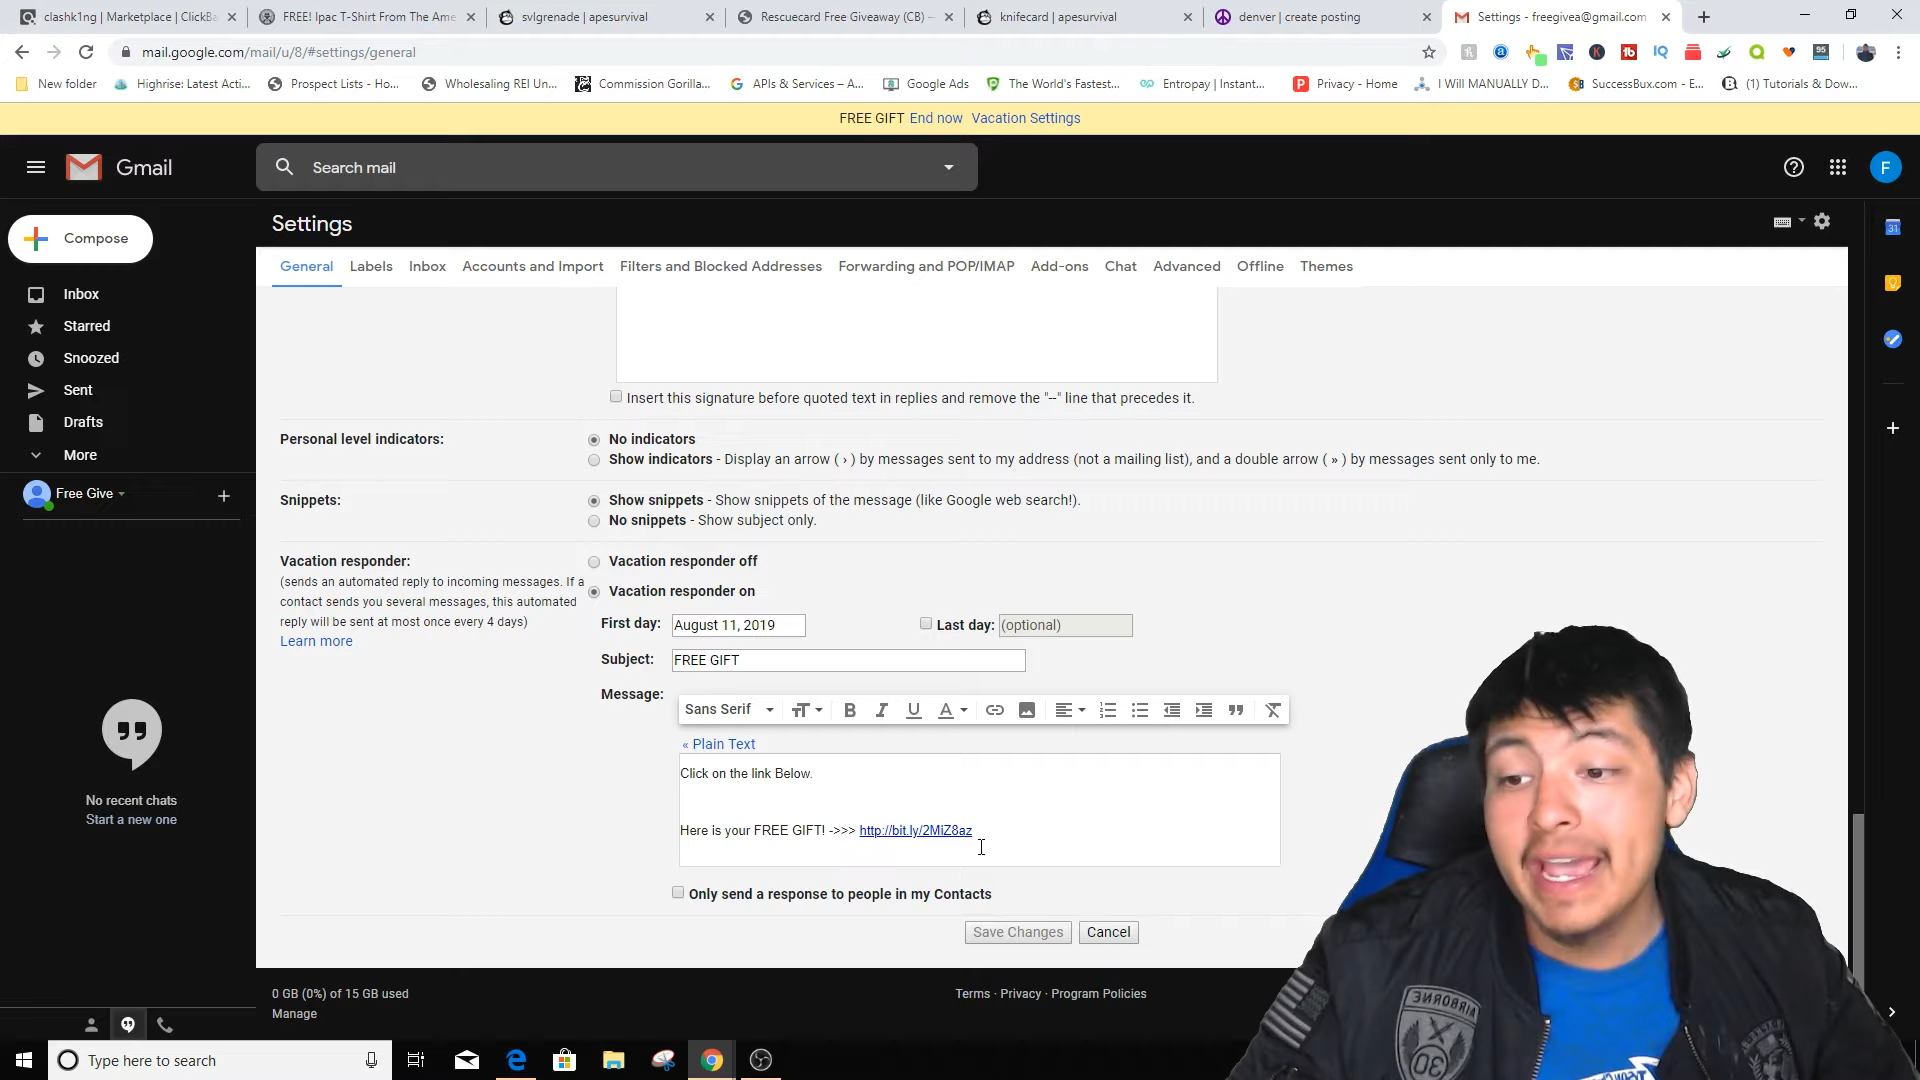 clashk1ng | Marketplace | ClickBa
FREE! Ipac T-Shirt From The Ame
svlgrenade | apesurvival
Rescuecard Free Giveaway (CB) –
knifecard | apesurvival
denver | create posting
Settings - freegivea@gmail.com
mail.google.com/mail/u/8/#settings/general
95
New folder
Highrise: Latest Acti...
Prospect Lists - Ho...
Wholesaling REI Un...
Commission Gorilla...
APIs & Services – A...
Google Ads
The World's Fastest...
Entropay | Instant...
Privacy - Home
I Will MANUALLY D...
SuccessBux.com - E...
(1) Tutorials & Dow...
FREE GIFT End now Vacation Settings
Gmail
Search mail
F
Settings
Compose
31
General Labels Inbox Accounts and Import Filters and Blocked Addresses Forwarding and POP/IMAP Add-ons Chat Advanced Offline Themes
Inbox
Starred
Snoozed
Sent
Drafts
More
Free Give
No recent chats
Start a new one
Insert this signature before quoted text in replies and remove the "--" line that precedes it.
Personal level indicators:
No indicators
Show indicators - Display an arrow ( › ) by messages sent to my address (not a mailing list), and a double arrow ( » ) by messages sent only to me.
Snippets:
Show snippets - Show snippets of the message (like Google web search!).
No snippets - Show subject only.
Vacation responder:
(sends an automated reply to incoming messages. If a
contact sends you several messages, this automated
reply will be sent at most once every 4 days)
Learn more
Vacation responder off
Vacation responder on
First day: August 11, 2019
Last day: (optional)
Subject: FREE GIFT
Message:
Sans Serif
« Plain Text
Click on the link Below.
Here is your FREE GIFT! ->>> http://bit.ly/2MiZ8az
Only send a response to people in my Contacts
Save Changes
Cancel
0 GB (0%) of 15 GB used
Manage
Terms · Privacy · Program Policies
Type here to search
AIRBORNE
30